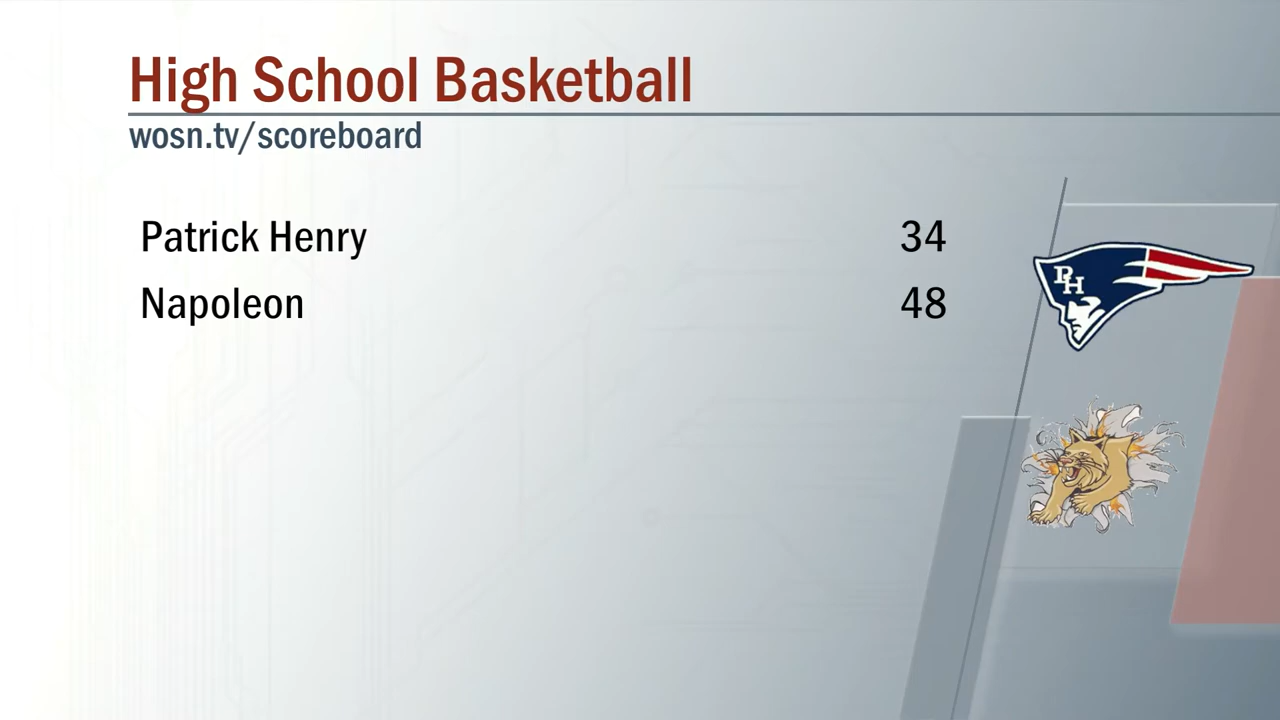 High School Basketball
wosn.tv/scoreboard
Patrick Henry 34
PH
Napoleon 48